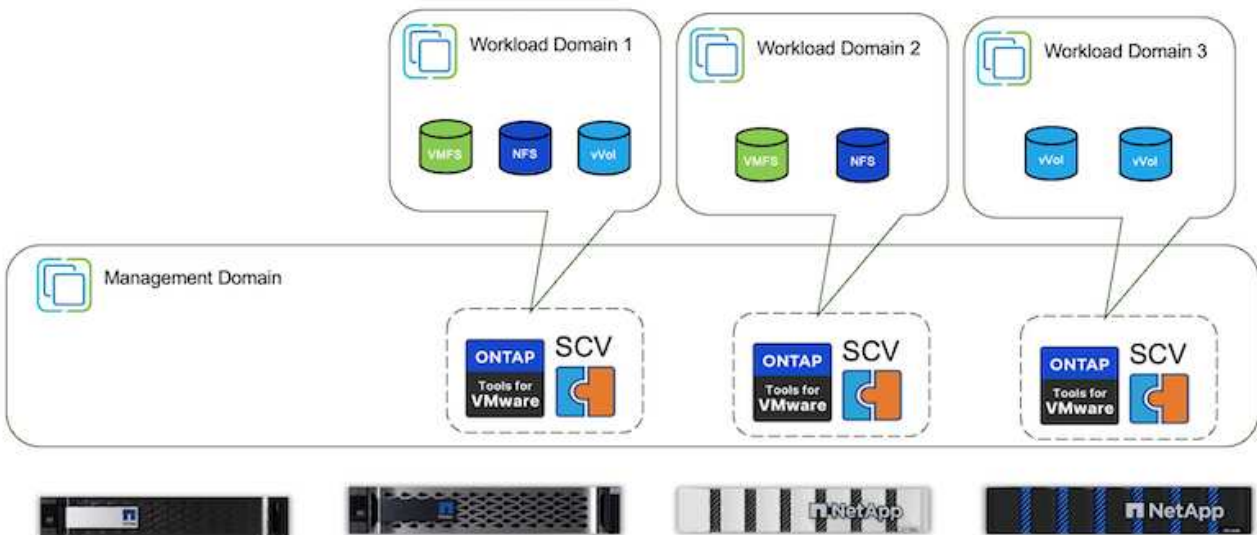 Workload Domain 1
Workload Domain 2
Workload Domain 3
VMFS
NFS
vVol
VMFS
NFS
vVol
vVol
Management Domain
ONTAP
Tools for
VMware
SCV
ONTAP
Tools for
VMware
SCV
ONTAP
Tools for
VMware
SCV
NetApp
NetApp